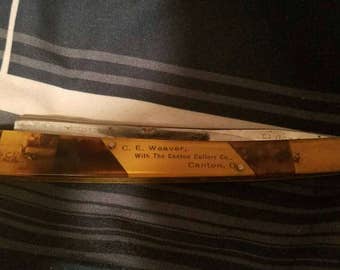 C. E. Weaver,
With The Canton Cutlery Co.,
Canton, O.